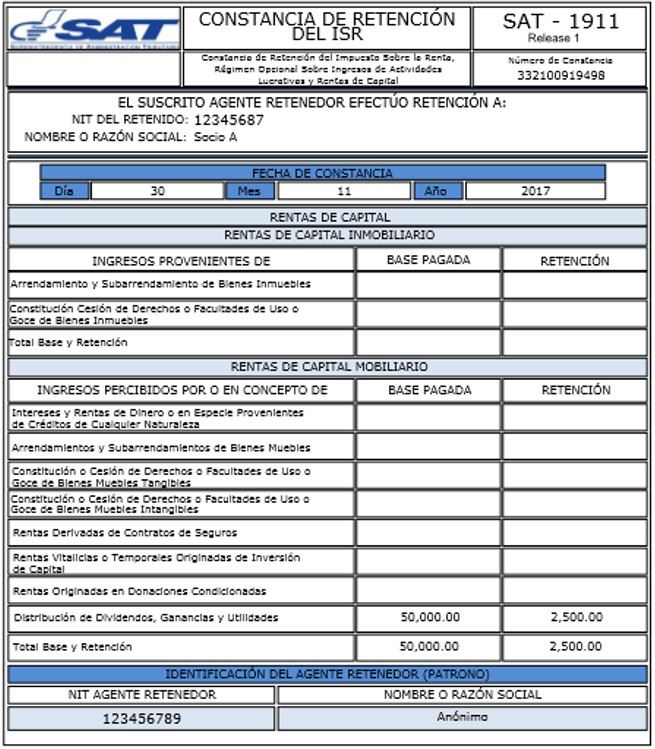 SAT
SUPERINTENDENCIA DE ADMINISTRACIÓN TRIBUTARIA
CONSTANCIA DE RETENCIÓN
DEL ISR
SAT - 1911
Release 1
Constancia de Retención del Impuesto Sobre la Renta,
Régimen Opcional Sobre Ingresos de Actividades
Lucrativas y Rentas de Capital
Número de Constancia
332100919498
EL SUSCRITO AGENTE RETENEDOR EFECTÚO RETENCIÓN A:
NIT DEL RETENIDO: 12345687
NOMBRE O RAZÓN SOCIAL: Socio A
FECHA DE CONSTANCIA
Día 30 Mes 11 Año 2017
RENTAS DE CAPITAL
RENTAS DE CAPITAL INMOBILIARIO
INGRESOS PROVENIENTES DE BASE PAGADA RETENCIÓN
Arrendamiento y Subarrendamiento de Bienes Inmuebles
Constitución Cesión de Derechos o Facultades de Uso o
Goce de Bienes Inmuebles
Total Base y Retención
RENTAS DE CAPITAL MOBILIARIO
INGRESOS PERCIBIDOS POR O EN CONCEPTO DE BASE PAGADA RETENCIÓN
Intereses y Rentas de Dinero o en Especie Provenientes
de Créditos de Cualquier Naturaleza
Arrendamientos y Subarrendamientos de Bienes Muebles
Constitución o Cesión de Derechos o Facultades de Uso o
Goce de Bienes Muebles Tangibles
Constitución o Cesión de Derechos o Facultades de Uso o
Goce de Bienes Muebles Intangibles
Rentas Derivadas de Contratos de Seguros
Rentas Vitalicias o Temporales Originadas de Inversión
de Capital
Rentas Originadas en Donaciones Condicionadas
Distribución de Dividendos, Ganancias y Utilidades 50,000.00 2,500.00
Total Base y Retención 50,000.00 2,500.00
IDENTIFICACIÓN DEL AGENTE RETENEDOR (PATRONO)
NIT AGENTE RETENEDOR NOMBRE O RAZÓN SOCIAL
123456789 Anónimo